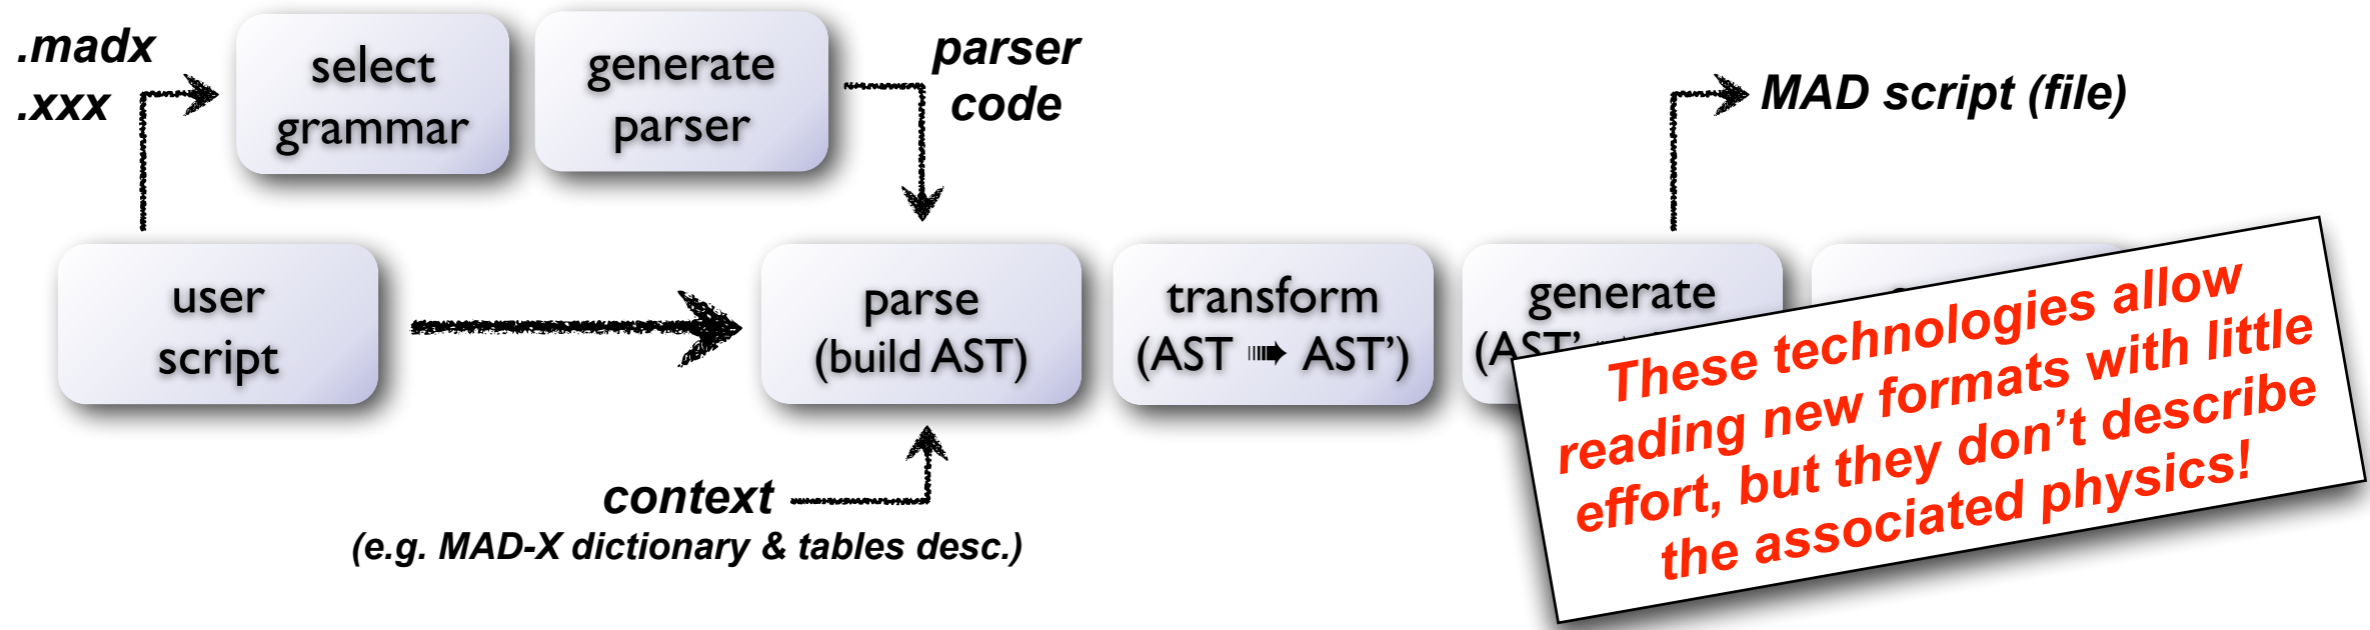 .madx
.xxx
select
grammar
generate
parser
parser
code
MAD script (file)
user
script
parse
(build AST)
transform
(AST ➠ AST’)
generate
(AST’
These technologies allow
reading new formats with little
effort, but they don’t describe
the associated physics!
context
(e.g. MAD-X dictionary & tables desc.)